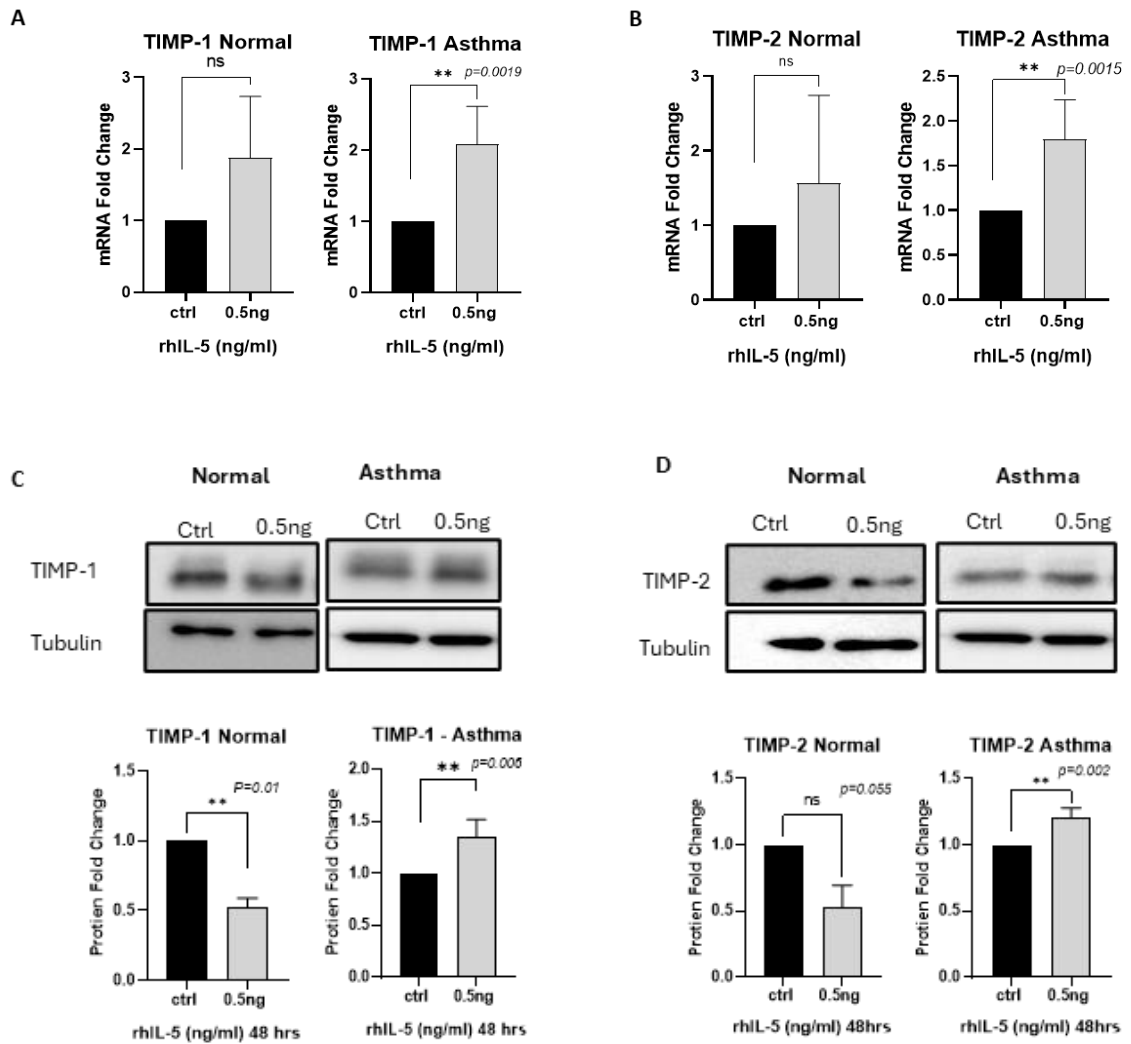 A
TIMP-1 Normal
ns
mRNA Fold Change
3
2
1
0
ctrl 0.5ng
rhIL-5 (ng/ml)
TIMP-1 Asthma
** p=0.0019
mRNA Fold Change
3
2
1
0
ctrl 0.5ng
rhIL-5 (ng/ml)
B
TIMP-2 Normal
ns
mRNA Fold Change
3
2
1
0
ctrl 0.5ng
rhIL-5 (ng/ml)
TIMP-2 Asthma
** p=0.0015
mRNA Fold Change
2.5
2.0
1.5
1.0
0.5
0.0
ctrl 0.5ng
rhIL-5 (ng/ml)
C
Normal Asthma
Ctrl 0.5ng Ctrl 0.5ng
TIMP-1
Tubulin
TIMP-1 Normal
P=0.01
**
Protien Fold Change
1.5
1.0
0.5
0.0
ctrl 0.5ng
rhIL-5 (ng/ml) 48 hrs
TIMP-1 - Asthma
** p=0.006
Protien Fold Change
2.0
1.5
1.0
0.5
0.0
ctrl 0.5ng
rhIL-5 (ng/ml) 48 hrs
D
Normal Asthma
Ctrl 0.5ng Ctrl 0.5ng
TIMP-2
Tubulin
TIMP-2 Normal
ns p=0.055
Protien Fold Change
1.5
1.0
0.5
0.0
ctrl 0.5ng
rhIL-5 (ng/ml) 48hrs
TIMP-2 Asthma
** p=0.002
Protien Fold Change
1.5
1.0
0.5
0.0
ctrl 0.5ng
rhIL-5 (ng/ml) 48hrs